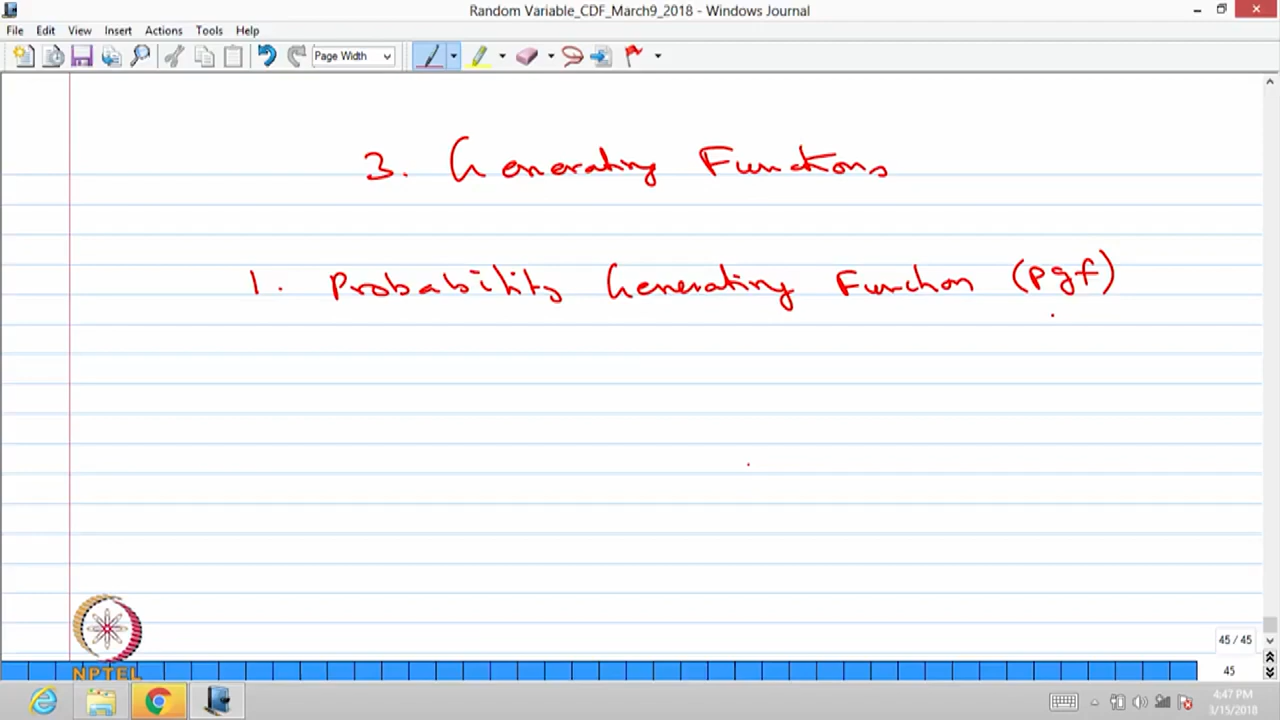 Random Variable_CDF_March9_2018 - Windows Journal
File Edit View Insert Actions Tools Help
Page Width
3. Generating Functions
1. Probability Generating Function (pgf)
45 / 45
NPTEL
45
4:47 PM
3/15/2018